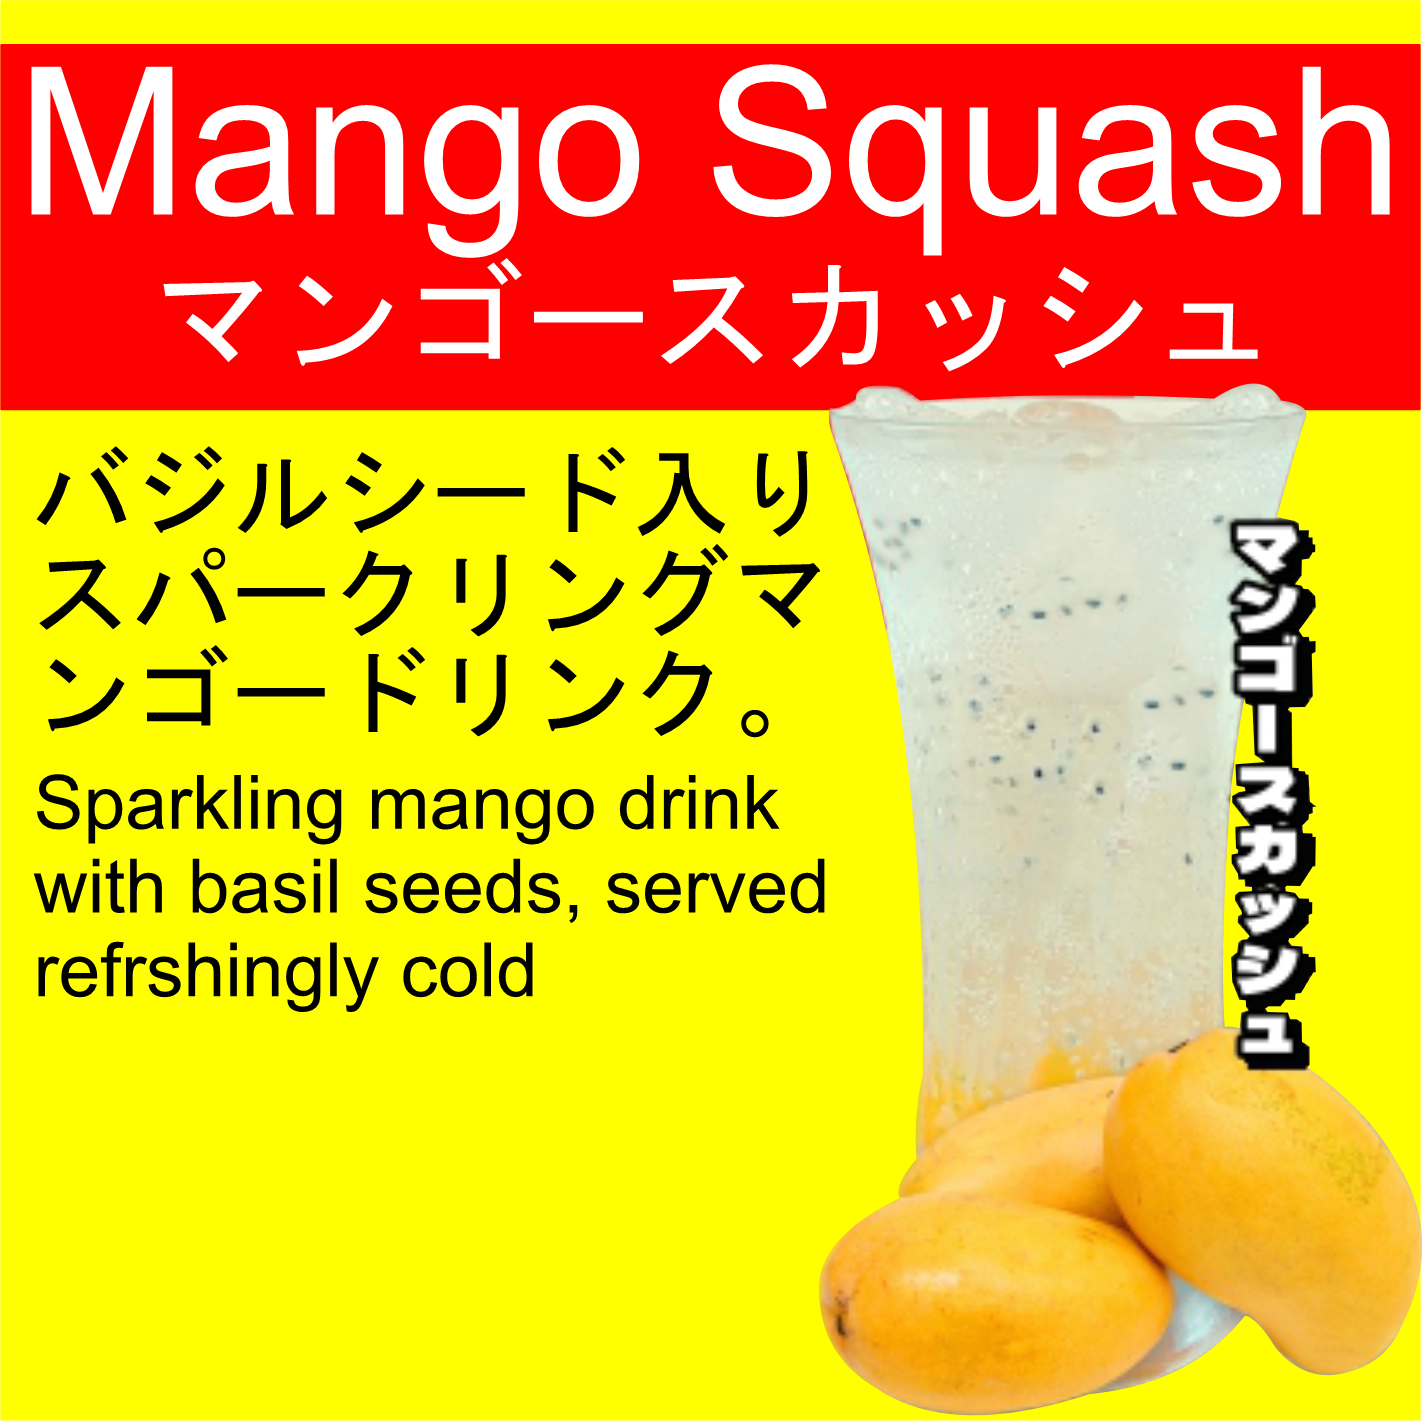 Mango Squash
マンゴースカッシュ
バジルシード入り
スパークリングマ
ンゴードリンク。
Sparkling mango drink
with basil seeds, served
refrshingly cold
マンゴースカッシュ